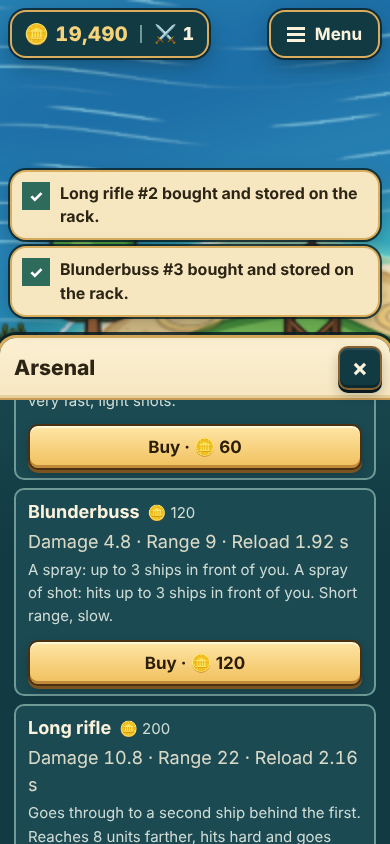 🪙 19,490 | ⚔️ 1
Menu
Long rifle #2 bought and stored on the
rack.
Blunderbuss #3 bought and stored on
the rack.
Arsenal
very fast, light shots.
Buy · 🪙 60
Blunderbuss 🪙 120
Damage 4.8 · Range 9 · Reload 1.92 s
A spray: up to 3 ships in front of you. A spray
of shot: hits up to 3 ships in front of you. Short
range, slow.
Buy · 🪙 120
Long rifle 🪙 200
Damage 10.8 · Range 22 · Reload 2.16
s
Goes through to a second ship behind the first.
Reaches 8 units farther, hits hard and goes